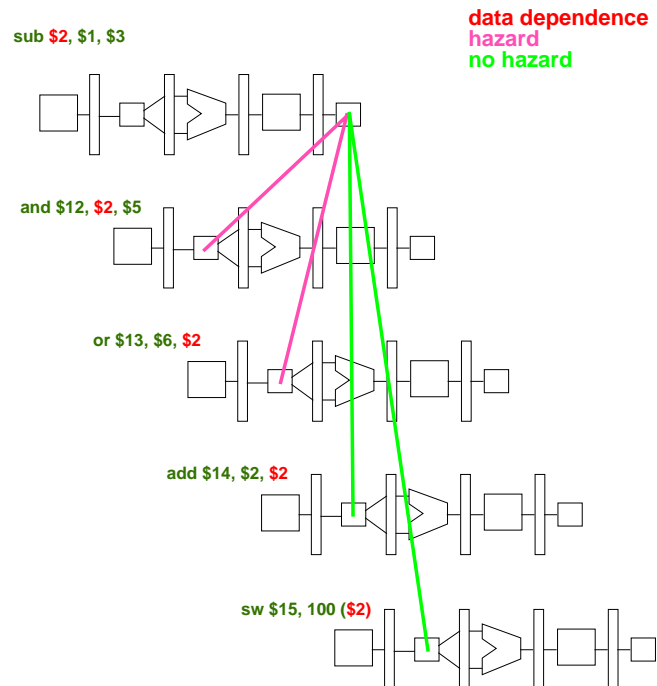 data dependence
hazard
no hazard
sub $2, $1, $3
and $12, $2, $5
or $13, $6, $2
add $14, $2, $2
sw $15, 100 ($2)